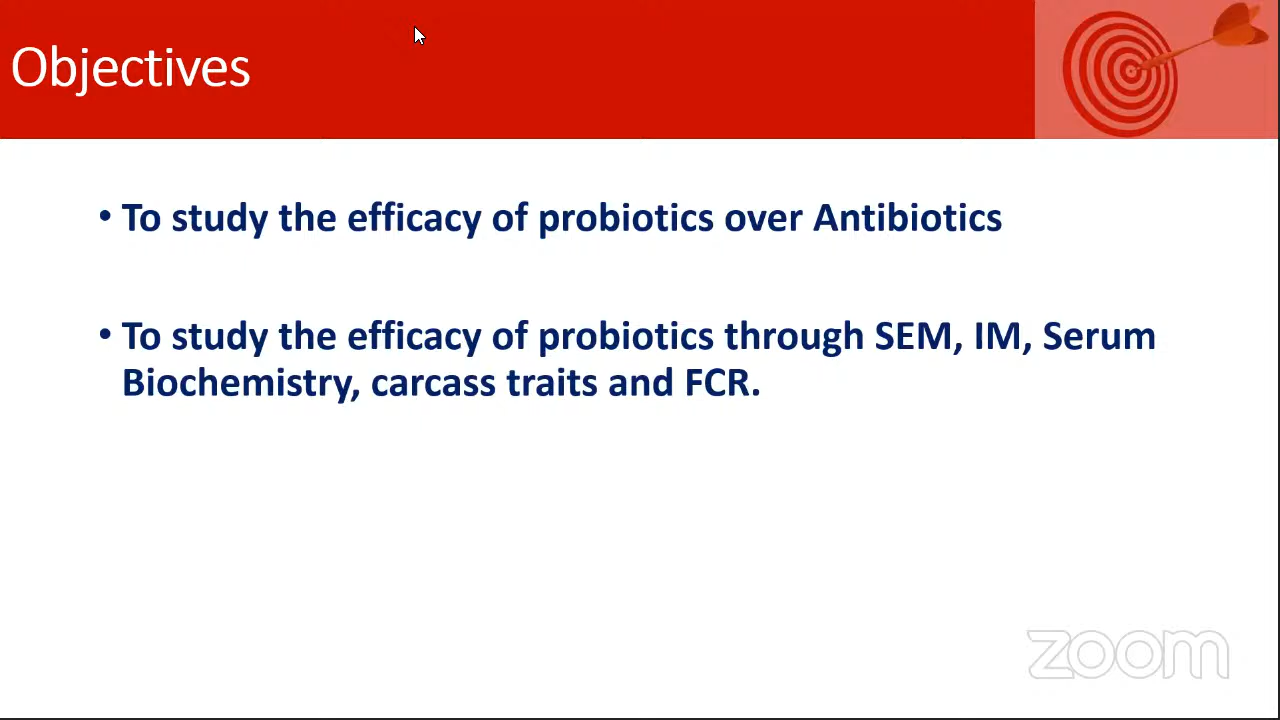 Objectives
• To study the efficacy of probiotics over Antibiotics
• To study the efficacy of probiotics through SEM, IM, Serum
Biochemistry, carcass traits and FCR.
zoom